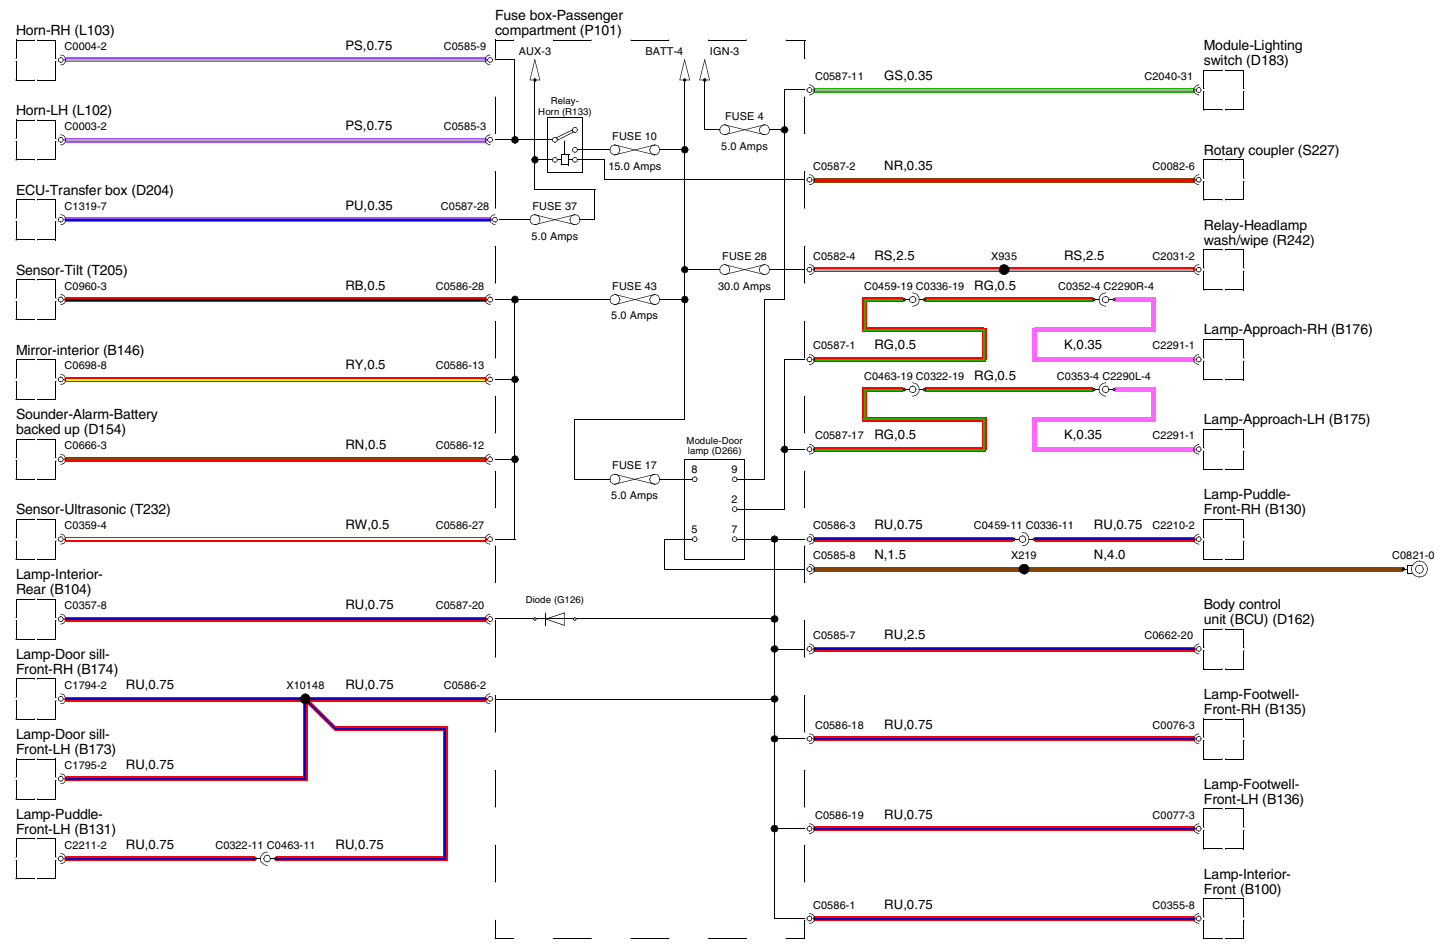 Fuse box-Passenger
compartment (P101)
Horn-RH (L103)
C0004-2 PS,0.75 C0585-9
Horn-LH (L102)
C0003-2 PS,0.75 C0585-3
ECU-Transfer box (D204)
C1319-7 PU,0.35 C0587-28
Sensor-Tilt (T205)
C0960-3 RB,0.5 C0586-28
Mirror-interior (B146)
C0698-8 RY,0.5 C0586-13
Sounder-Alarm-Battery
backed up (D154)
C0666-3 RN,0.5 C0586-12
Sensor-Ultrasonic (T232)
C0359-4 RW,0.5 C0586-27
Lamp-Interior-
Rear (B104)
C0357-8 RU,0.75 C0587-20
Lamp-Door sill-
Front-RH (B174)
C1794-2 RU,0.75 X10148 RU,0.75 C0586-2
Lamp-Door sill-
Front-LH (B173)
C1795-2 RU,0.75
Lamp-Puddle-
Front-LH (B131)
C2211-2 RU,0.75 C0322-11 C0463-11 RU,0.75
AUX-3 BATT-4 IGN-3
Relay-
Horn (R133)
FUSE 10
15.0 Amps
FUSE 4
5.0 Amps
FUSE 37
5.0 Amps
FUSE 28
30.0 Amps
FUSE 43
5.0 Amps
Module-Door
lamp (D266)
FUSE 17
5.0 Amps
8 9
2
5 7
Diode (G126)
Module-Lighting
switch (D183)
C0587-11 GS,0.35 C2040-31
Rotary coupler (S227)
C0587-2 NR,0.35 C0082-6
Relay-Headlamp
wash/wipe (R242)
C0582-4 RS,2.5 X935 RS,2.5 C2031-2
C0459-19 C0336-19 RG,0.5 C0352-4 C2290R-4
Lamp-Approach-RH (B176)
C0587-1 RG,0.5 K,0.35 C2291-1
C0463-19 C0322-19 RG,0.5 C0353-4 C2290L-4
Lamp-Approach-LH (B175)
C0587-17 RG,0.5 K,0.35 C2291-1
Lamp-Puddle-
Front-RH (B130)
C0586-3 RU,0.75 C0459-11 C0336-11 RU,0.75 C2210-2
C0585-8 N,1.5 X219 N,4.0 C0821-0
Body control
unit (BCU) (D162)
C0585-7 RU,2.5 C0662-20
Lamp-Footwell-
Front-RH (B135)
C0586-18 RU,0.75 C0076-3
Lamp-Footwell-
Front-LH (B136)
C0586-19 RU,0.75 C0077-3
Lamp-Interior-
Front (B100)
C0586-1 RU,0.75 C0355-8